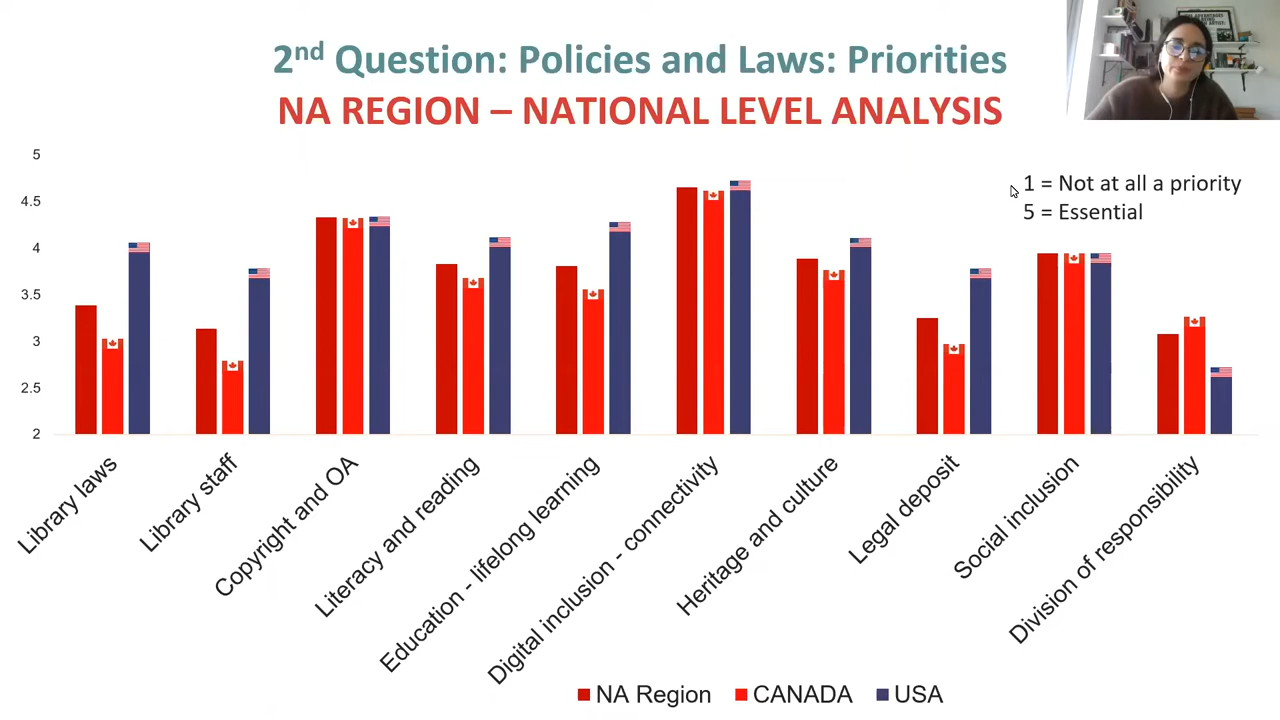 2nd Question: Policies and Laws: Priorities
NA REGION – NATIONAL LEVEL ANALYSIS
1 = Not at all a priority
5 = Essential
5
4.5
4
3.5
3
2.5
2
Library laws
Library staff
Copyright and OA
Literacy and reading
Education - lifelong learning
Digital inclusion - connectivity
Heritage and culture
Legal deposit
Social inclusion
Division of responsibility
NA Region
CANADA
USA